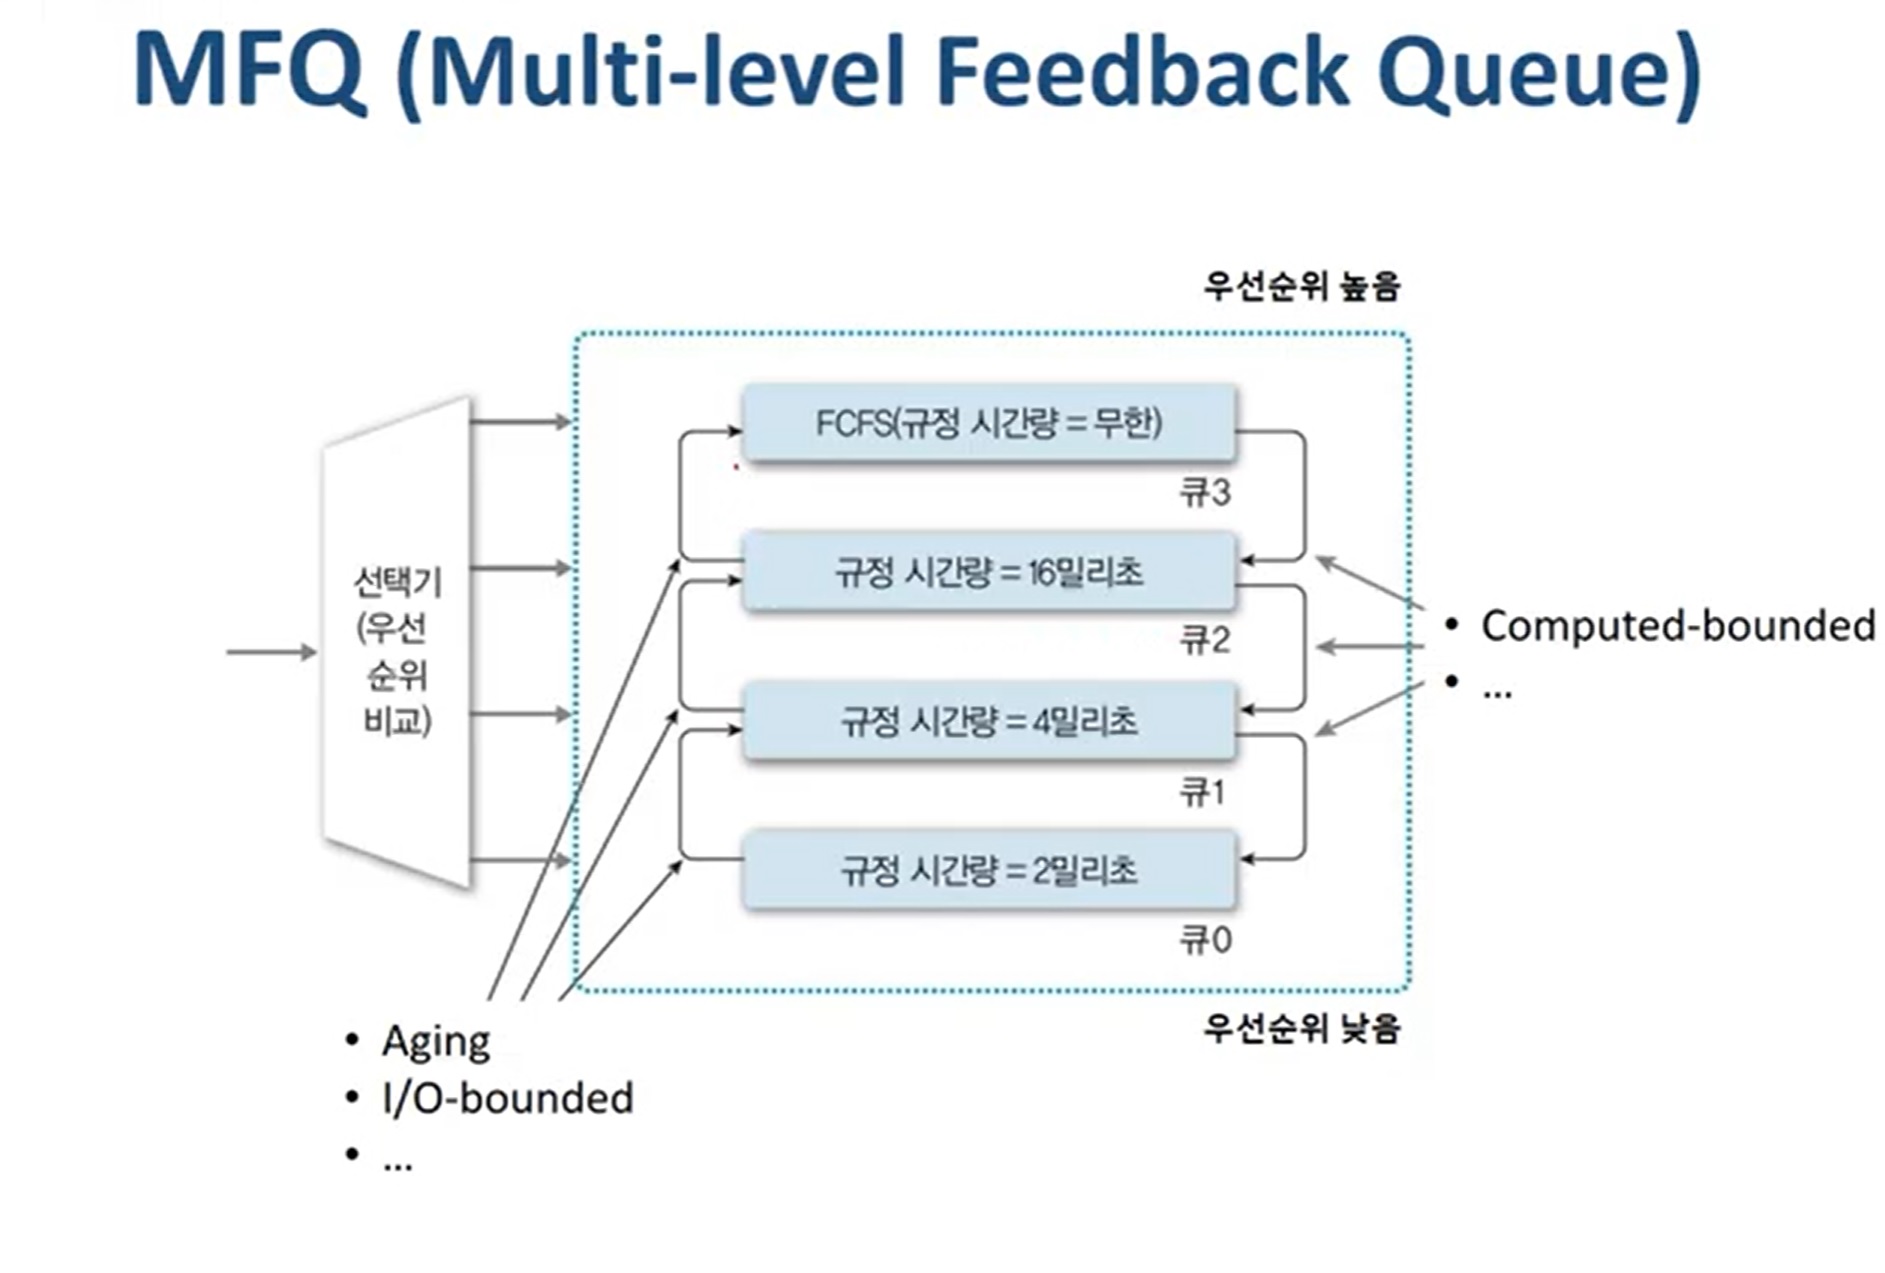 MFQ (Multi-level Feedback Queue)
우선순위 높음
FCFS(규정 시간량 = 무한)
큐3
규정 시간량 = 16밀리초
큐2
규정 시간량 = 4밀리초
큐1
규정 시간량 = 2밀리초
큐0
우선순위 낮음
선택기
(우선
순위
비교)
• Computed-bounded
• ...
• Aging
• I/O-bounded
• ...